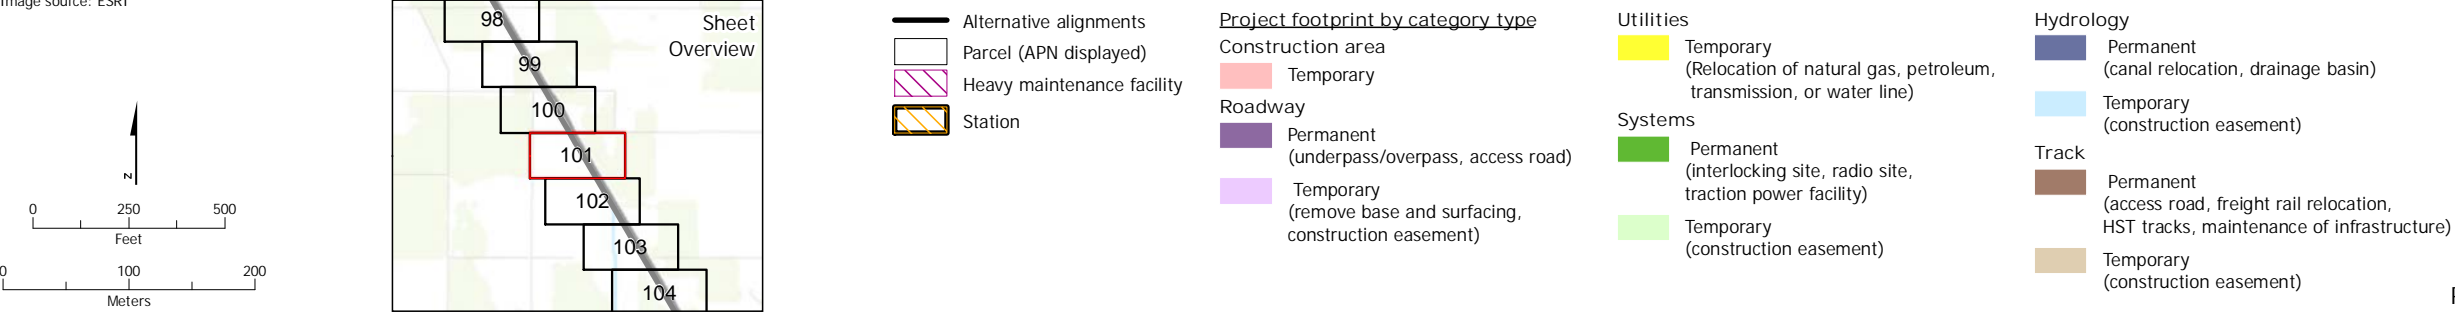 Image source: ESRI
N
0 250 500
Feet
0 100 200
Meters
Sheet
Overview
98
99
100
101
102
103
104
Alternative alignments
Parcel (APN displayed)
Heavy maintenance facility
Station
Project footprint by category type
Construction area
Temporary
Roadway
Permanent
(underpass/overpass, access road)
Temporary
(remove base and surfacing,
construction easement)
Utilities
Temporary
(Relocation of natural gas, petroleum,
transmission, or water line)
Systems
Permanent
(interlocking site, radio site,
traction power facility)
Temporary
(construction easement)
Hydrology
Permanent
(canal relocation, drainage basin)
Temporary
(construction easement)
Track
Permanent
(access road, freight rail relocation,
HST tracks, maintenance of infrastructure)
Temporary
(construction easement)